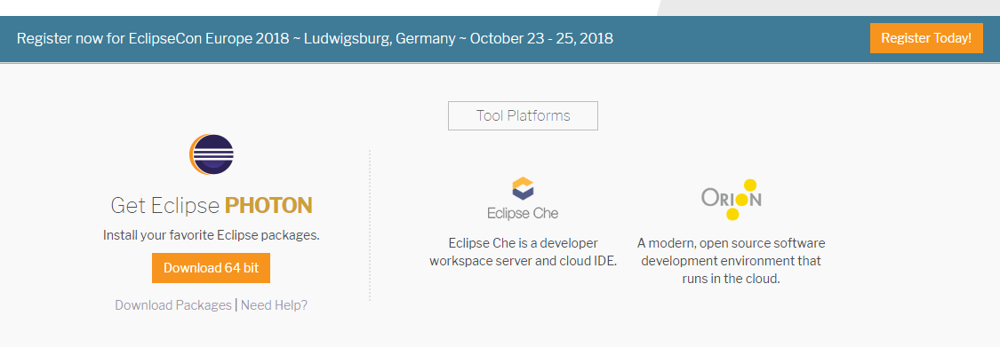 Register now for EclipseCon Europe 2018 ~ Ludwigsburg, Germany ~ October 23 - 25, 2018
Register Today!
Tool Platforms
Get Eclipse PHOTON
Install your favorite Eclipse packages.
Download 64 bit
Download Packages | Need Help?
Eclipse Che
Eclipse Che is a developer
workspace server and cloud IDE.
ORION
A modern, open source software
development environment that
runs in the cloud.